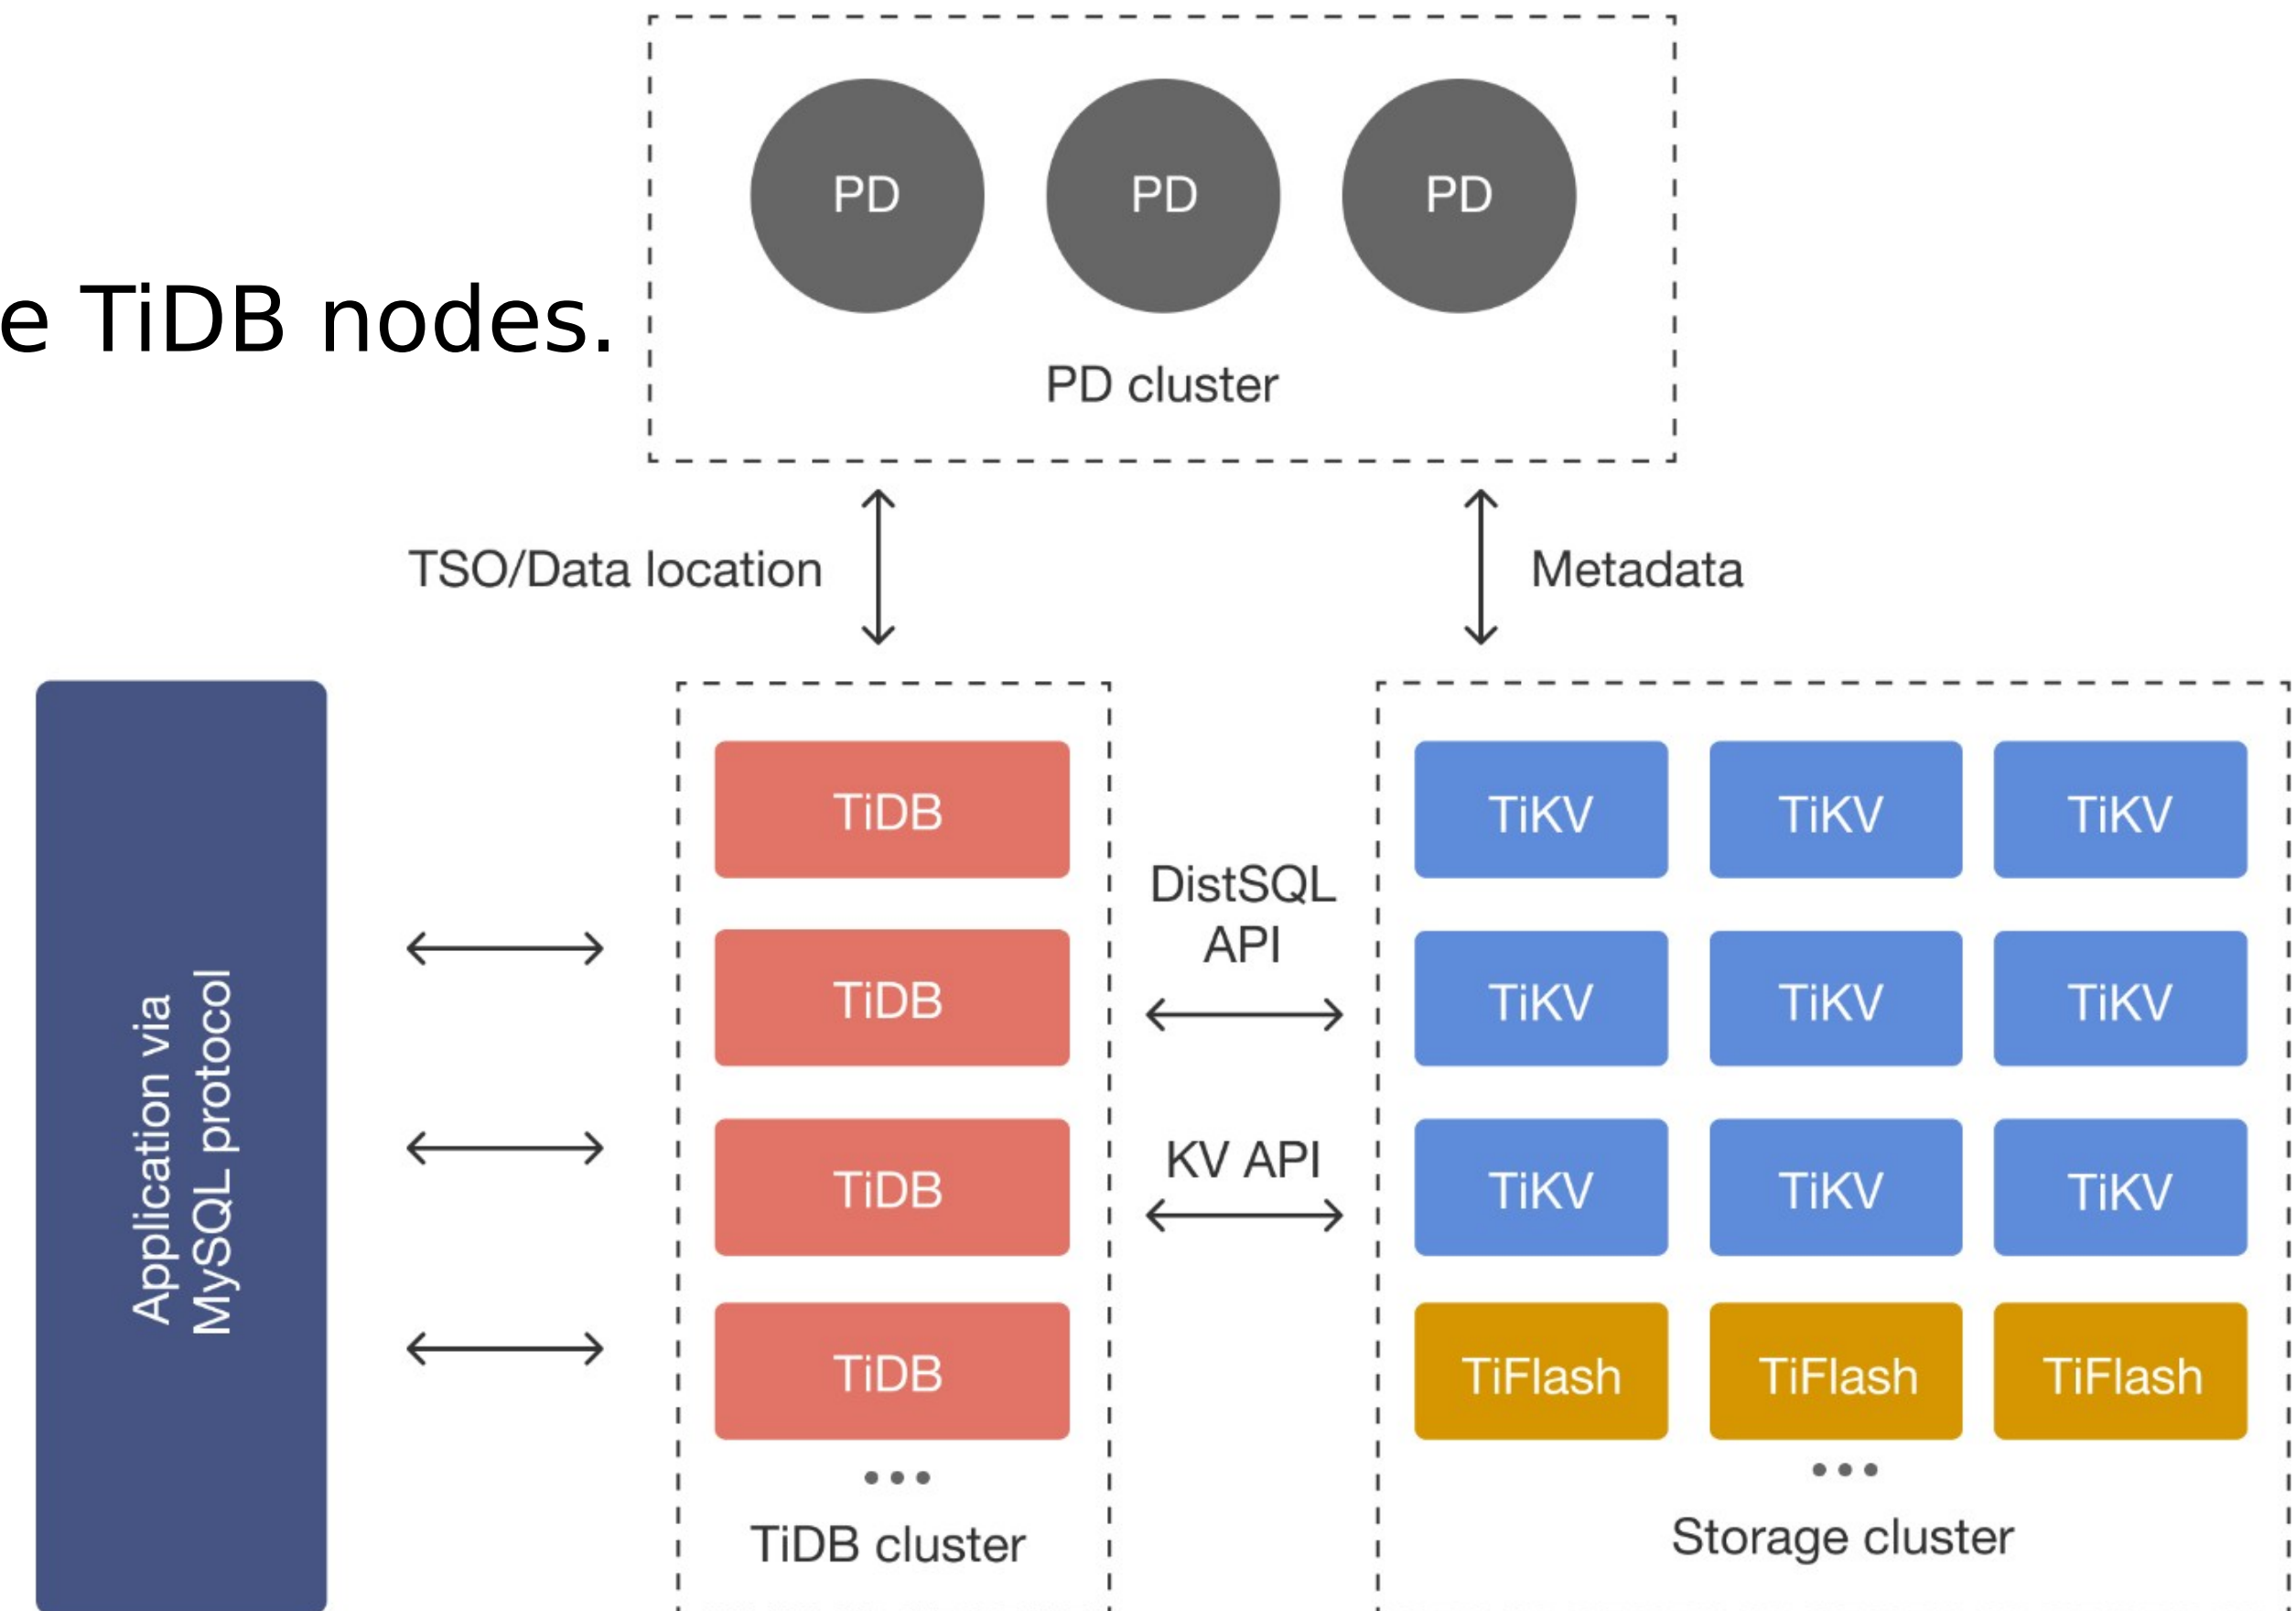 PD PD PD
e TiDB nodes.
PD cluster
TSO/Data location
Metadata
Application via
MySQL protocol
TiDB
TiDB
TiDB
TiDB
•••
TiDB cluster
DistSQL
API
KV API
TiKV TiKV TiKV
TiKV TiKV TiKV
TiKV TiKV TiKV
TiFlash TiFlash TiFlash
•••
Storage cluster